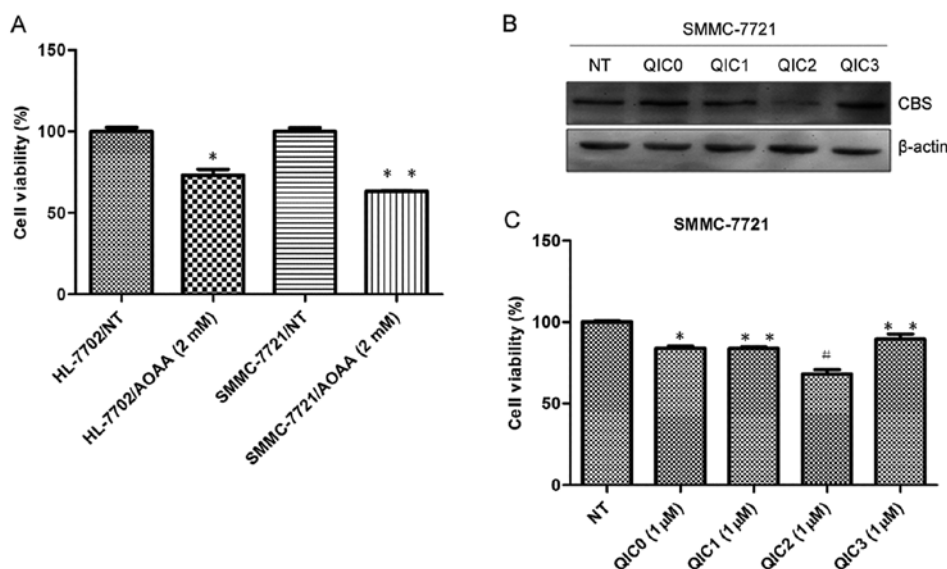 A
150
100
50
0
Cell viability (%)
*
* *
HL-7702/NT
HL-7702/AOAA (2 mM)
SMMC-7721/NT
SMMC-7721/AOAA (2 mM)
B
SMMC-7721
NT QIC0 QIC1 QIC2 QIC3
CBS
β-actin
C
SMMC-7721
150
100
50
0
Cell viability (%)
* * * # * *
NT
QIC0 (1 μM)
QIC1 (1 μM)
QIC2 (1 μM)
QIC3 (1 μM)